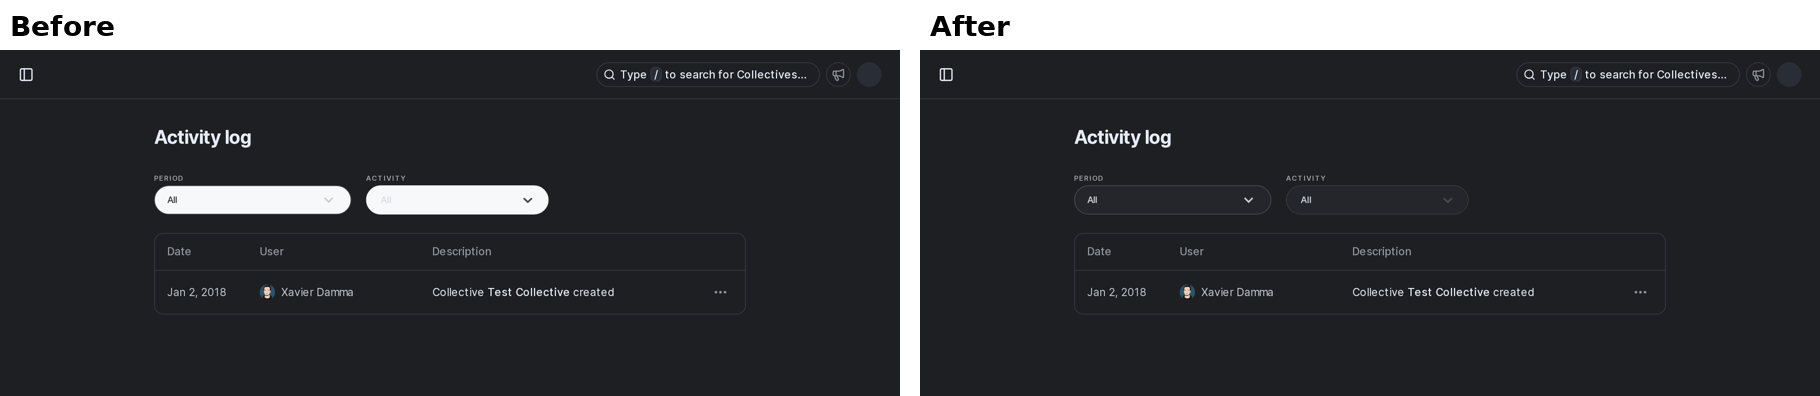 Before
Type / to search for Collectives...
Activity log
PERIOD
ACTIVITY
All
All
Date
User
Description
Jan 2, 2018
Xavier Damma
Collective Test Collective created
After
Type / to search for Collectives...
Activity log
PERIOD
ACTIVITY
All
All
Date
User
Description
Jan 2, 2018
Xavier Damma
Collective Test Collective created